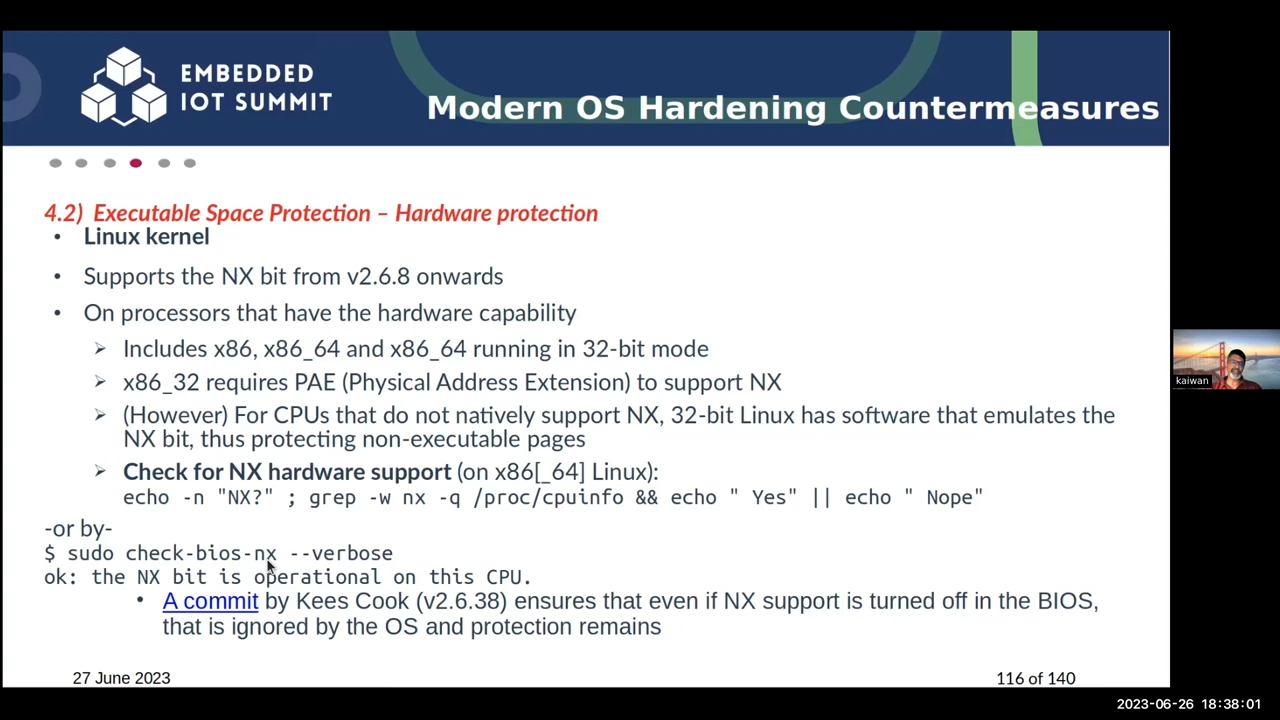 EMBEDDED
IOT SUMMIT
Modern OS Hardening Countermeasures
4.2) Executable Space Protection – Hardware protection
• Linux kernel
• Supports the NX bit from v2.6.8 onwards
• On processors that have the hardware capability
➢ Includes x86, x86_64 and x86_64 running in 32-bit mode
➢ x86_32 requires PAE (Physical Address Extension) to support NX
➢ (However) For CPUs that do not natively support NX, 32-bit Linux has software that emulates the
NX bit, thus protecting non-executable pages
➢ Check for NX hardware support (on x86[_64] Linux):
echo -n "NX?" ; grep -w nx -q /proc/cpuinfo && echo " Yes" || echo " Nope"
-or by-
$ sudo check-bios-nx --verbose
ok: the NX bit is operational on this CPU.
• A commit by Kees Cook (v2.6.38) ensures that even if NX support is turned off in the BIOS,
that is ignored by the OS and protection remains
27 June 2023
116 of 140
kaiwan
2023-06-26 18:38:01